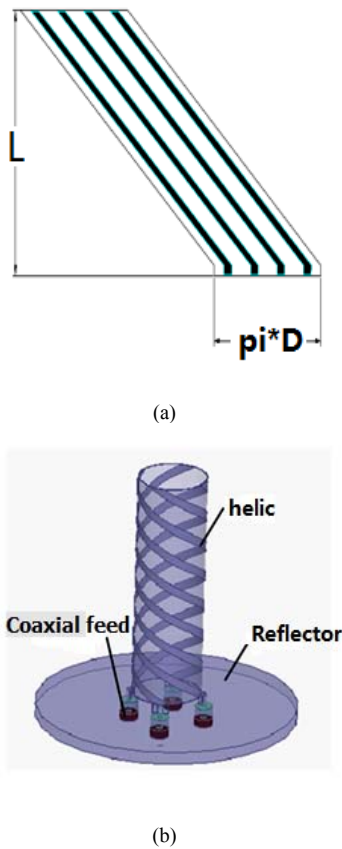 L
pi*D
(a)
helic
Coaxial feed
Reflector
(b)